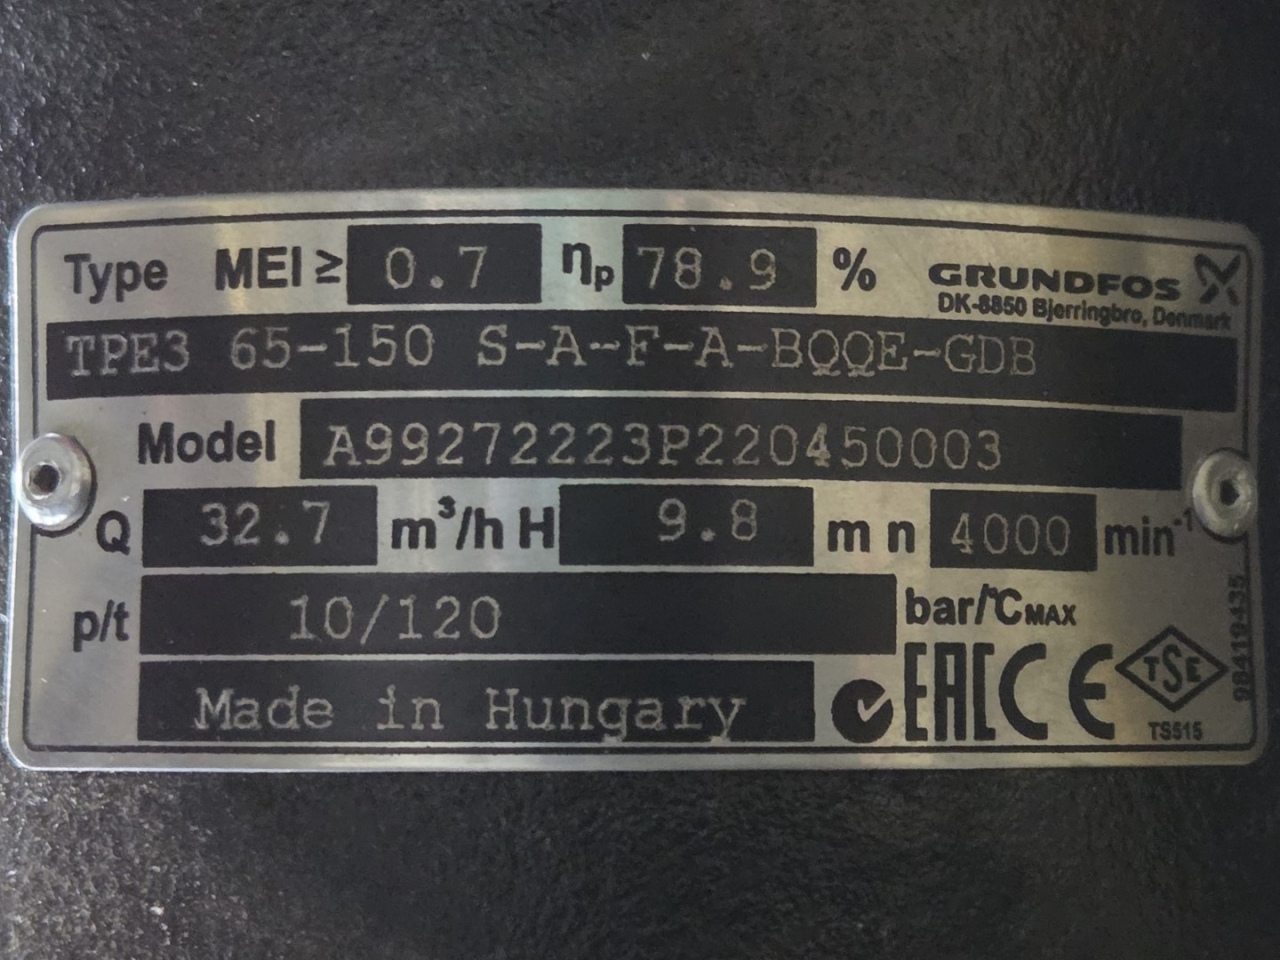 Type MEI ≥ 0.7 ηp 78.9 % GRUNDFOS
DK-8850 Bjerringbro, Denmark
TPE3 65-150 S-A-F-A-BQQE-GDB
Model A99272223P220450003
Q 32.7 m³/h H 9.8 m n 4000 min⁻¹
p/t 10/120 bar/°CMAX
Made in Hungary
EAC CE TSE
TS515
98419435